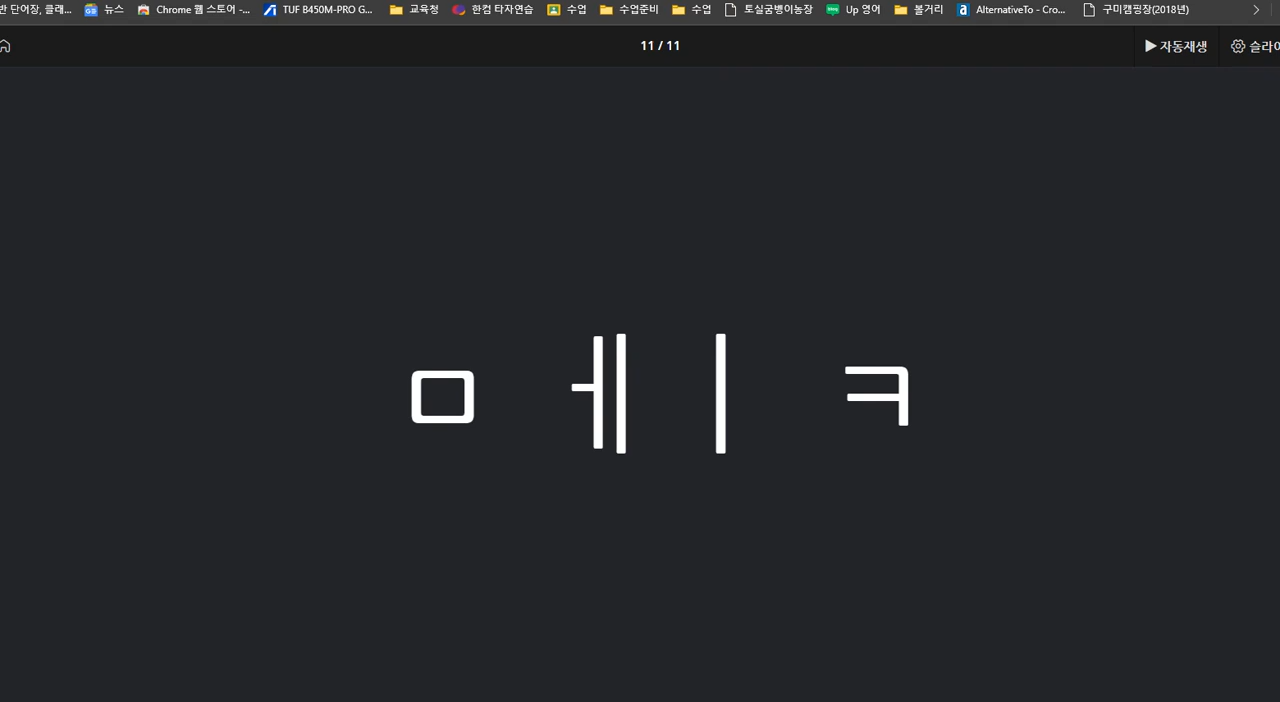 단어장, 클래... 뉴스 Chrome 웹 스토어 -... TUF B450M-PRO G... 교육청 한컴 타자연습 수업 수업준비 수업 토실굼벵이농장 Up 영어 볼거리 AlternativeTo - Cro... 구미캠핑장(2018년)
11 / 11 자동재생
ㅁ ㅔ ㅣ ㅋ